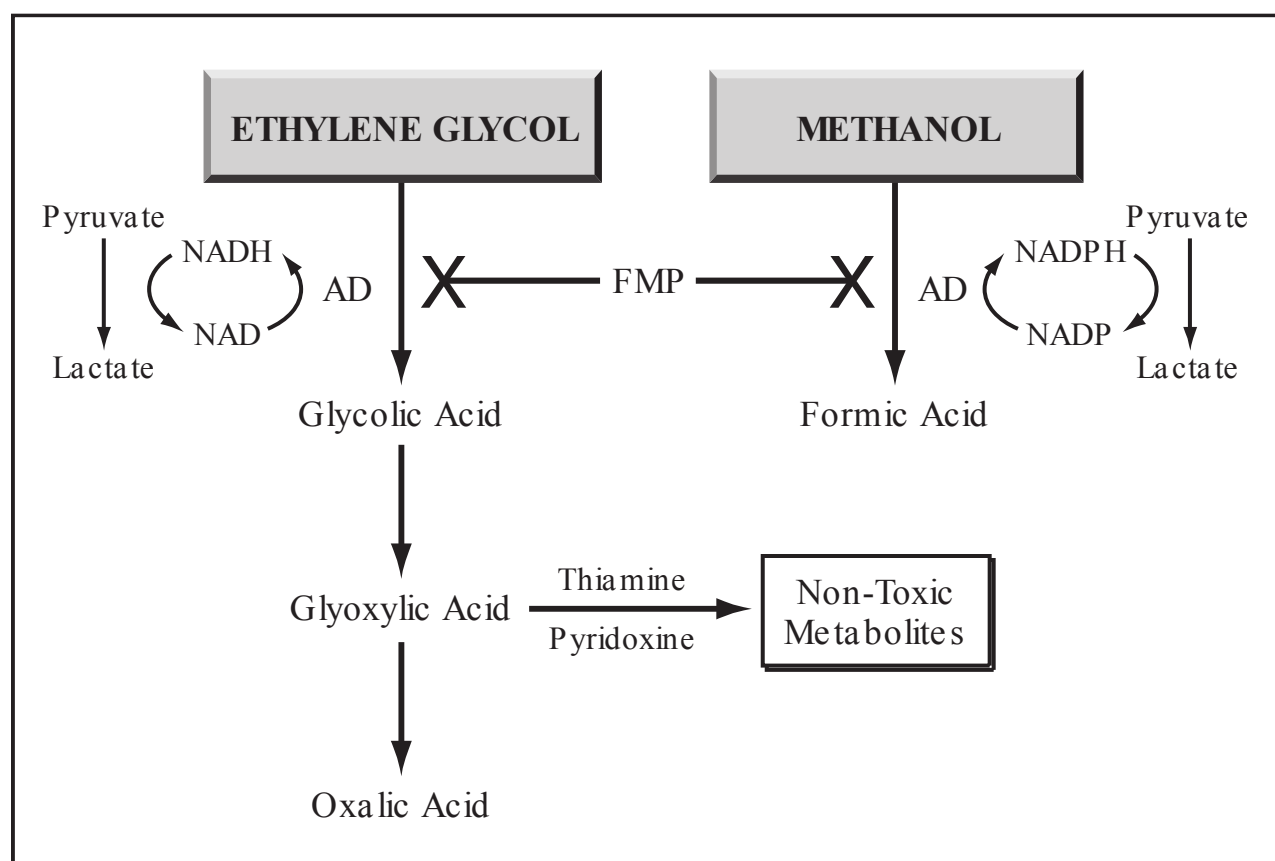 ETHYLENE GLYCOL
METHANOL
Pyruvate
NADH
NAD
Lactate
AD
FMP
AD
NADPH
NADP
Pyruvate
Lactate
Glycolic Acid
Formic Acid
Glyoxylic Acid
Thiamine
Pyridoxine
Non-Toxic
Metabolites
Oxalic Acid